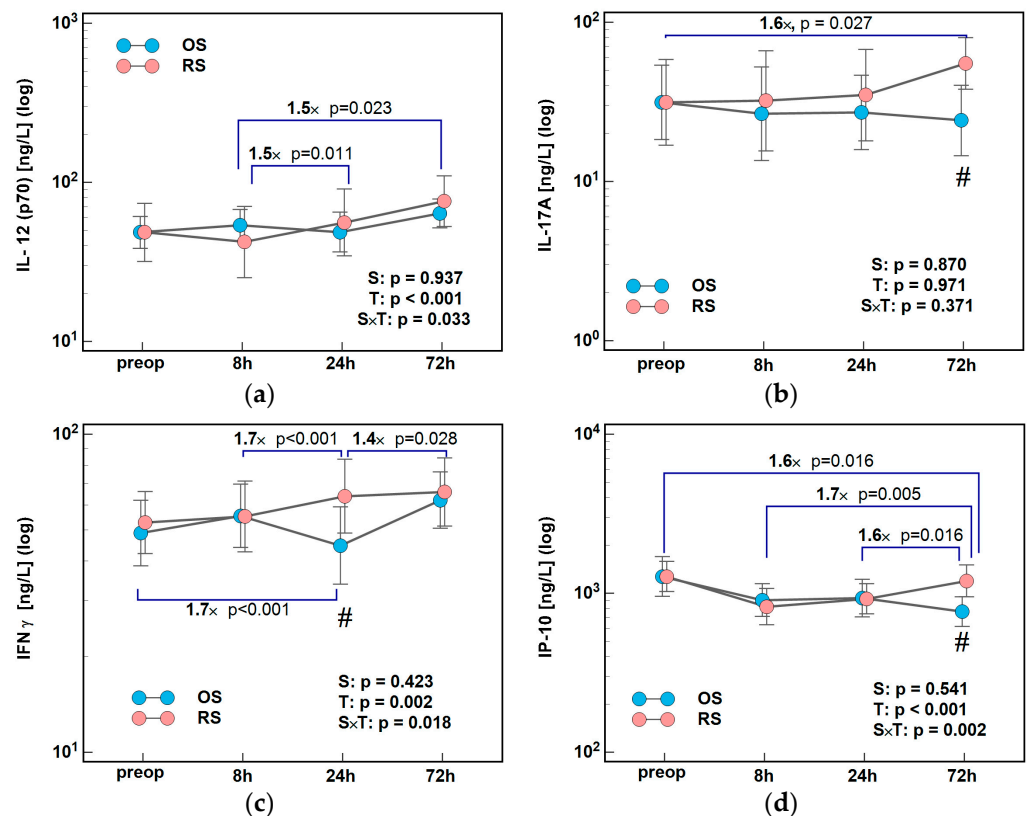 10³
OS
RS
1.5× p=0.023
1.5× p=0.011
10²
S: p = 0.937
T: p < 0.001
S×T: p = 0.033
10¹
IL- 12 (p70) [ng/L] (log)
preop 8h 24h 72h
(a)
10²
1.6×, p = 0.027
10¹
#
S: p = 0.870
T: p = 0.971
S×T: p = 0.371
OS
RS
10⁰
IL-17A [ng/L] (log)
preop 8h 24h 72h
(b)
10²
1.7× p<0.001 1.4× p=0.028
1.7× p<0.001
#
S: p = 0.423
T: p = 0.002
S×T: p = 0.018
OS
RS
10¹
IFN γ [ng/L] (log)
preop 8h 24h 72h
(c)
10⁴
1.6× p=0.016
1.7× p=0.005
1.6× p=0.016
10³
#
S: p = 0.541
T: p < 0.001
S×T: p = 0.002
OS
RS
10²
IP-10 [ng/L] (log)
preop 8h 24h 72h
(d)